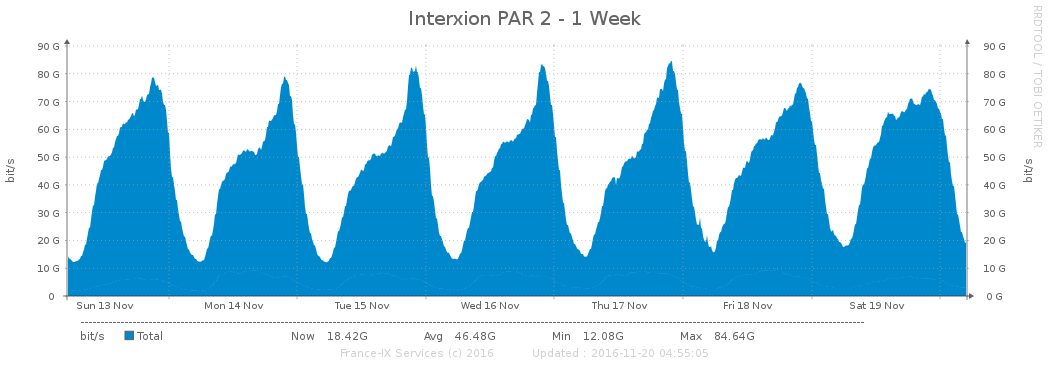 Interxion PAR 2 - 1 Week
RRDTOOL / TOBI OETIKER
bit/s
bit/s
90 G 90 G
80 G 80 G
70 G 70 G
60 G 60 G
50 G 50 G
40 G 40 G
30 G 30 G
20 G 20 G
10 G 10 G
0 0 G
Sun 13 Nov Mon 14 Nov Tue 15 Nov Wed 16 Nov Thu 17 Nov Fri 18 Nov Sat 19 Nov
bit/s Total Now 18.42G Avg 46.48G Min 12.08G Max 84.64G
France-IX Services (c) 2016 Updated : 2016-11-20 04:55:05